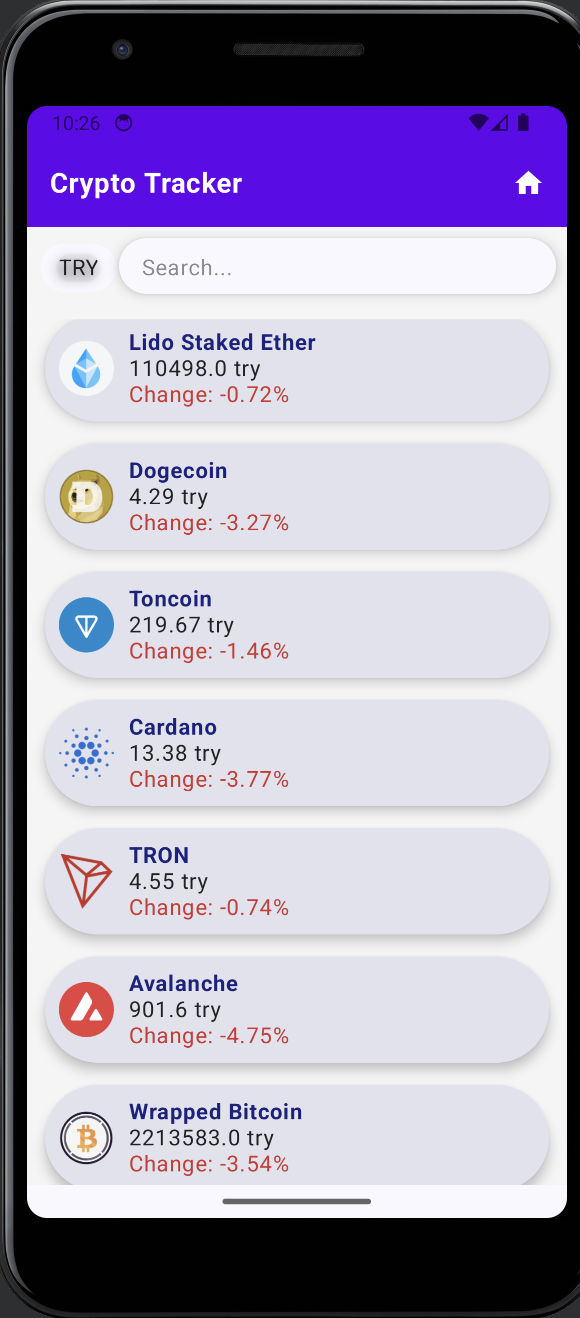 10:26
Crypto Tracker
TRY
Search...
Lido Staked Ether
110498.0 try
Change: -0.72%
Dogecoin
4.29 try
Change: -3.27%
Toncoin
219.67 try
Change: -1.46%
Cardano
13.38 try
Change: -3.77%
TRON
4.55 try
Change: -0.74%
Avalanche
901.6 try
Change: -4.75%
Wrapped Bitcoin
2213583.0 try
Change: -3.54%